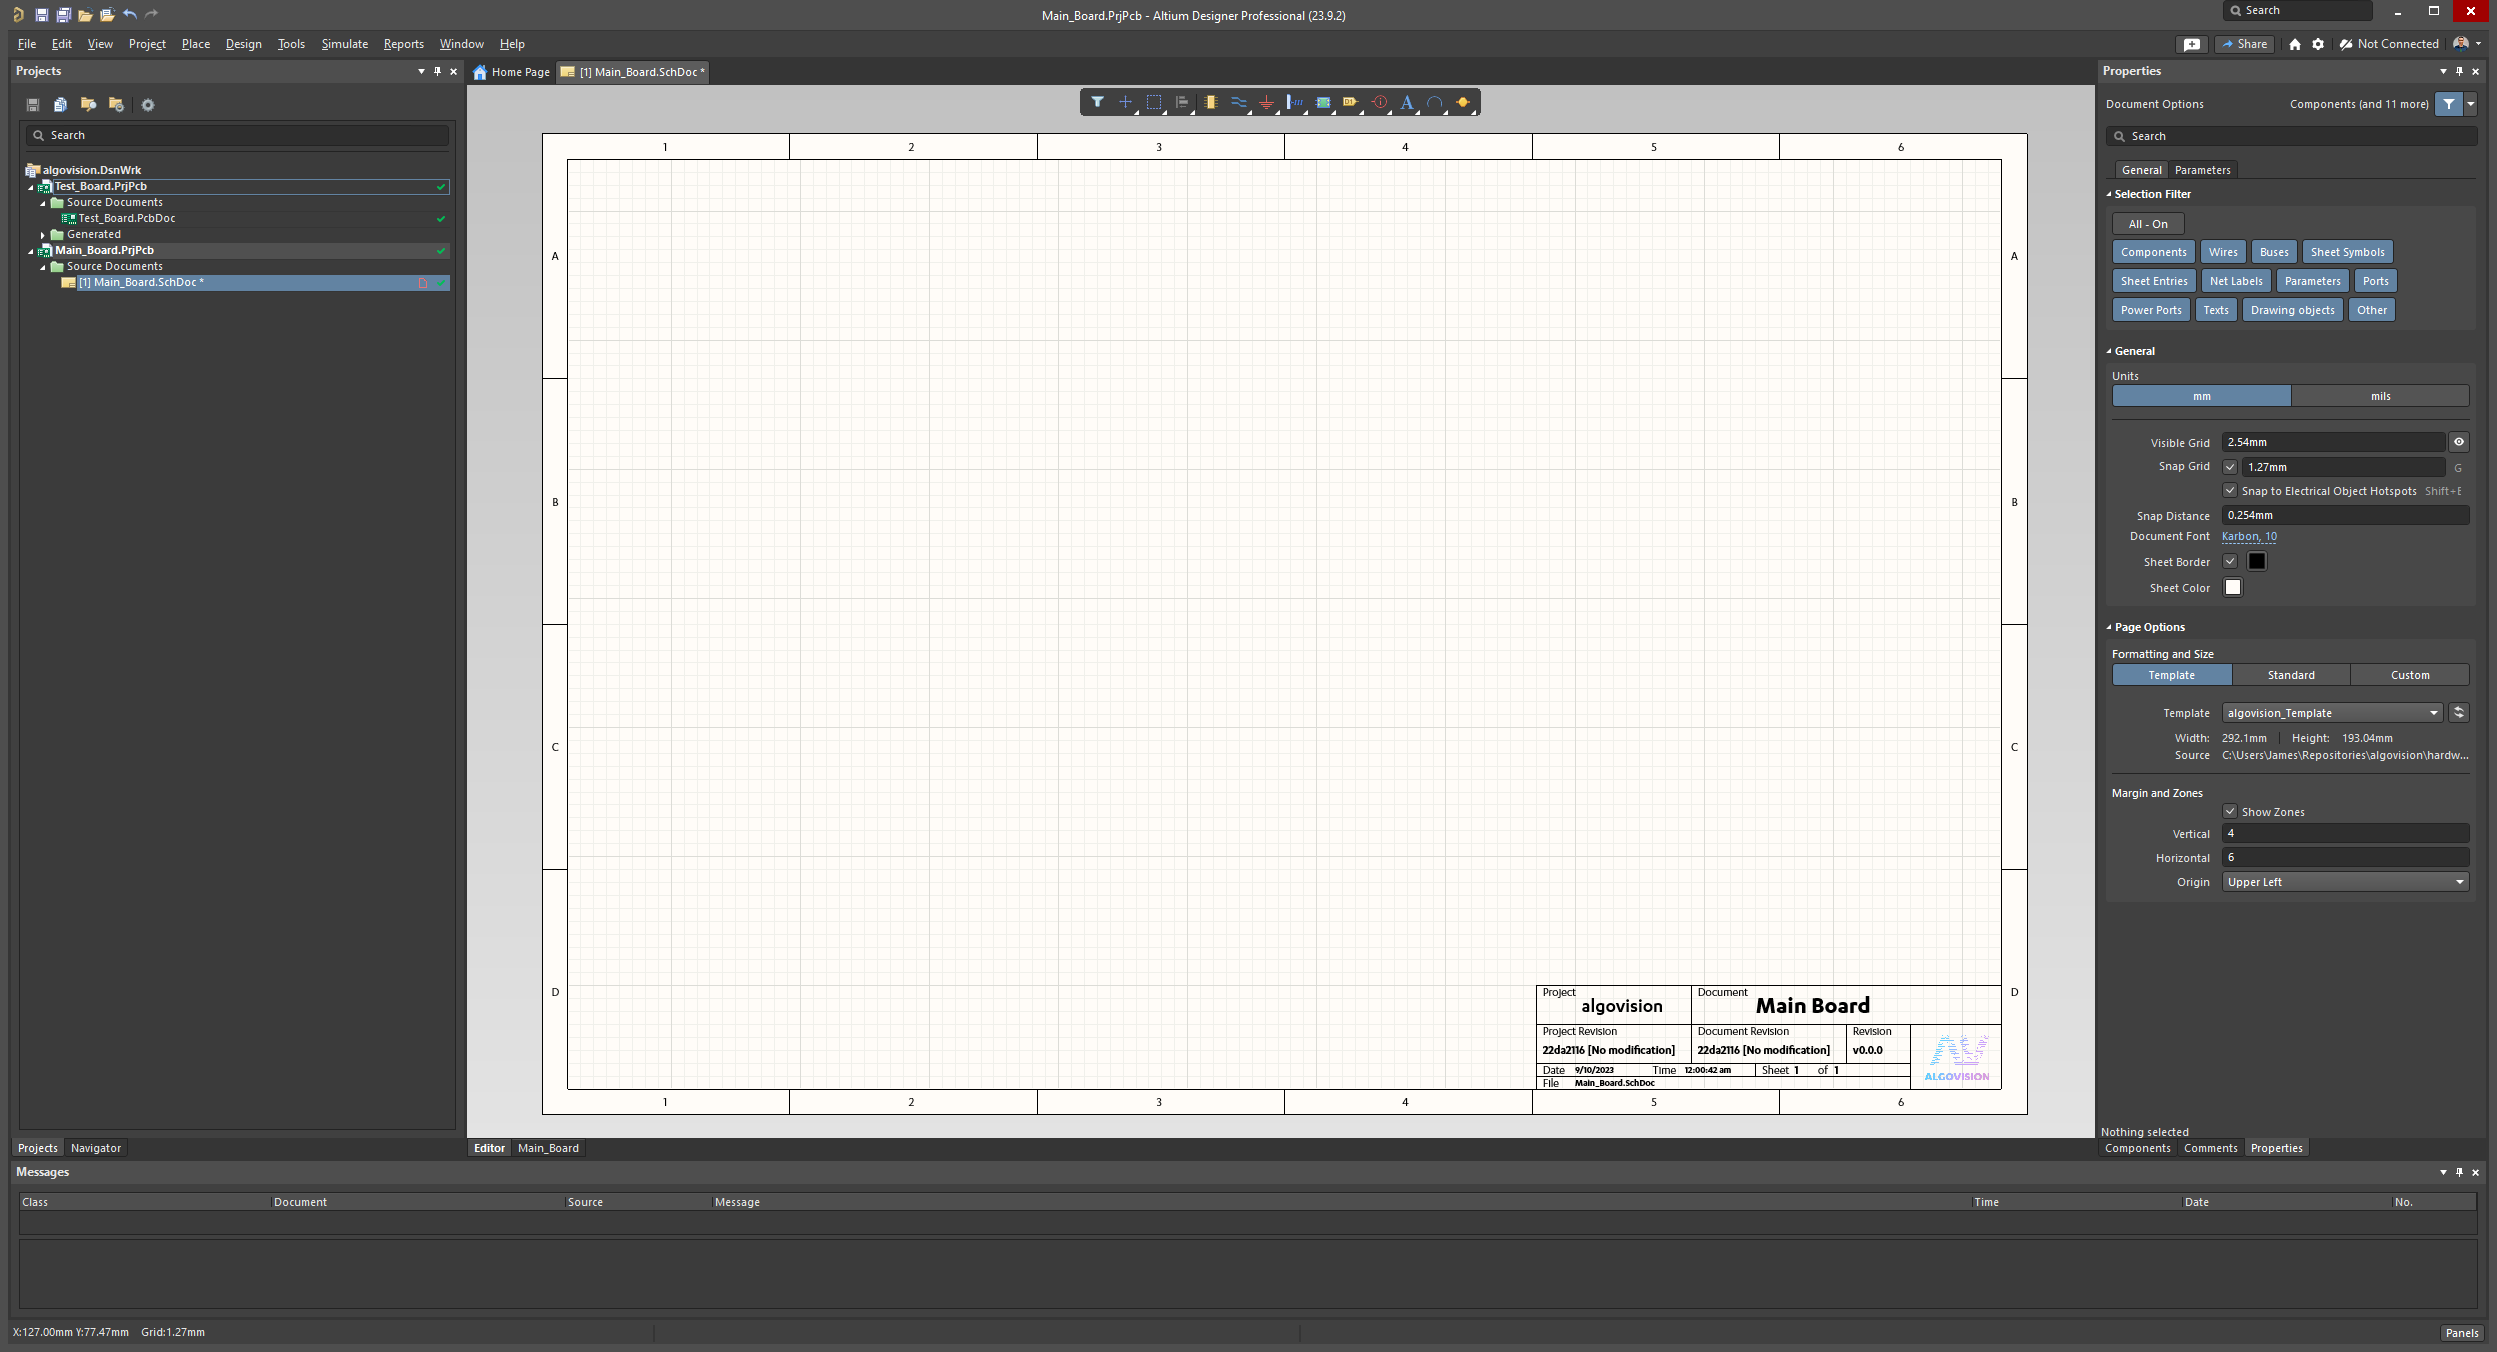 Main_Board.PrjPcb - Altium Designer Professional (23.9.2)
Search
File Edit View Project Place Design Tools Simulate Reports Window Help
Share
Not Connected
Projects
Home Page
[1] Main_Board.SchDoc *
Search
algovision.DsnWrk
Test_Board.PrjPcb
Source Documents
Test_Board.PcbDoc
Generated
Main_Board.PrjPcb
Source Documents
[1] Main_Board.SchDoc *
Projects Navigator
1 2 3 4 5 6
A A
B B
C C
D D
Project
algovision
Document
Main Board
Project Revision
22da2116 [No modification]
Document Revision
22da2116 [No modification]
Revision
v0.0.0
Date 9/10/2023 Time 12:00:42 am Sheet 1 of 1
File Main_Board.SchDoc
ALGOVISION
1 2 3 4 5 6
Editor Main_Board
Properties
Document Options Components (and 11 more)
Search
General Parameters
Selection Filter
All - On
Components Wires Buses Sheet Symbols
Sheet Entries Net Labels Parameters Ports
Power Ports Texts Drawing objects Other
General
Units
mm mils
Visible Grid 2.54mm
Snap Grid 1.27mm G
Snap to Electrical Object Hotspots Shift+E
Snap Distance 0.254mm
Document Font Karbon, 10
Sheet Border
Sheet Color
Page Options
Formatting and Size
Template Standard Custom
Template algovision_Template
Width: 292.1mm Height: 193.04mm
Source C:\Users\James\Repositories\algovision\hardw...
Margin and Zones
Show Zones
Vertical 4
Horizontal 6
Origin Upper Left
Nothing selected
Components Comments Properties
Messages
Class Document Source Message Time Date No.
X:127.00mm Y:77.47mm Grid:1.27mm
Panels